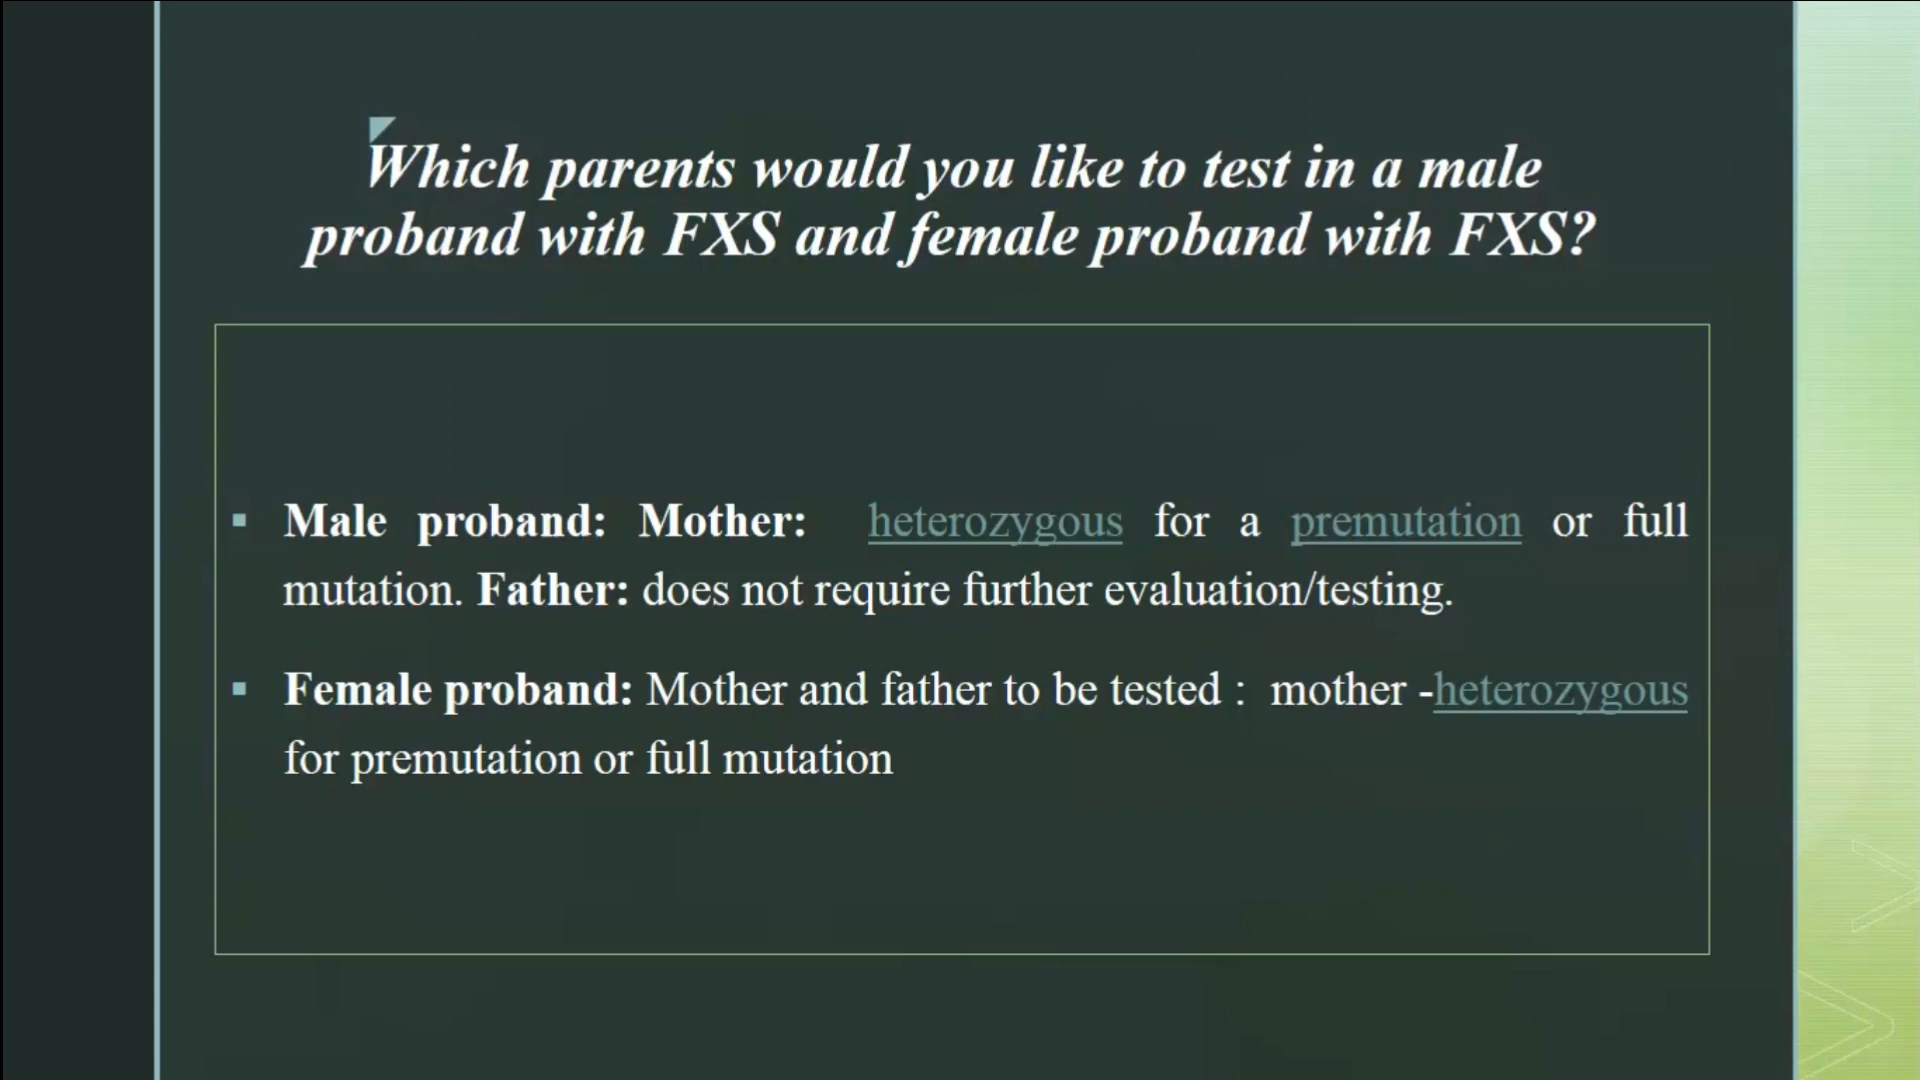 Which parents would you like to test in a male
proband with FXS and female proband with FXS?
▪ Male proband: Mother: heterozygous for a premutation or full
mutation. Father: does not require further evaluation/testing.
▪ Female proband: Mother and father to be tested : mother -heterozygous
for premutation or full mutation